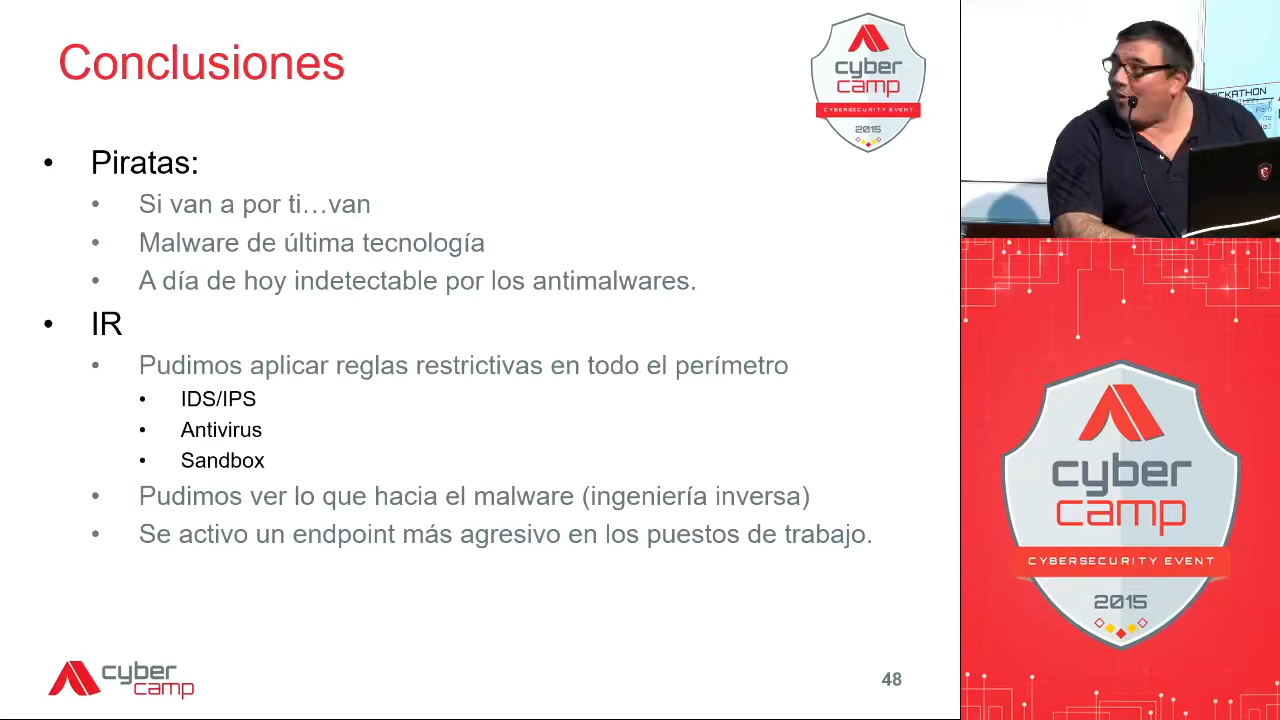 Conclusiones
cyber
camp
CYBERSECURITY EVENT
2015
• Piratas:
• Si van a por ti…van
• Malware de última tecnología
• A día de hoy indetectable por los antimalwares.
• IR
• Pudimos aplicar reglas restrictivas en todo el perímetro
• IDS/IPS
• Antivirus
• Sandbox
• Pudimos ver lo que hacia el malware (ingeniería inversa)
• Se activo un endpoint más agresivo en los puestos de trabajo.
cyber
camp
48
HACKATHON
cyber
camp
CYBERSECURITY EVENT
2015